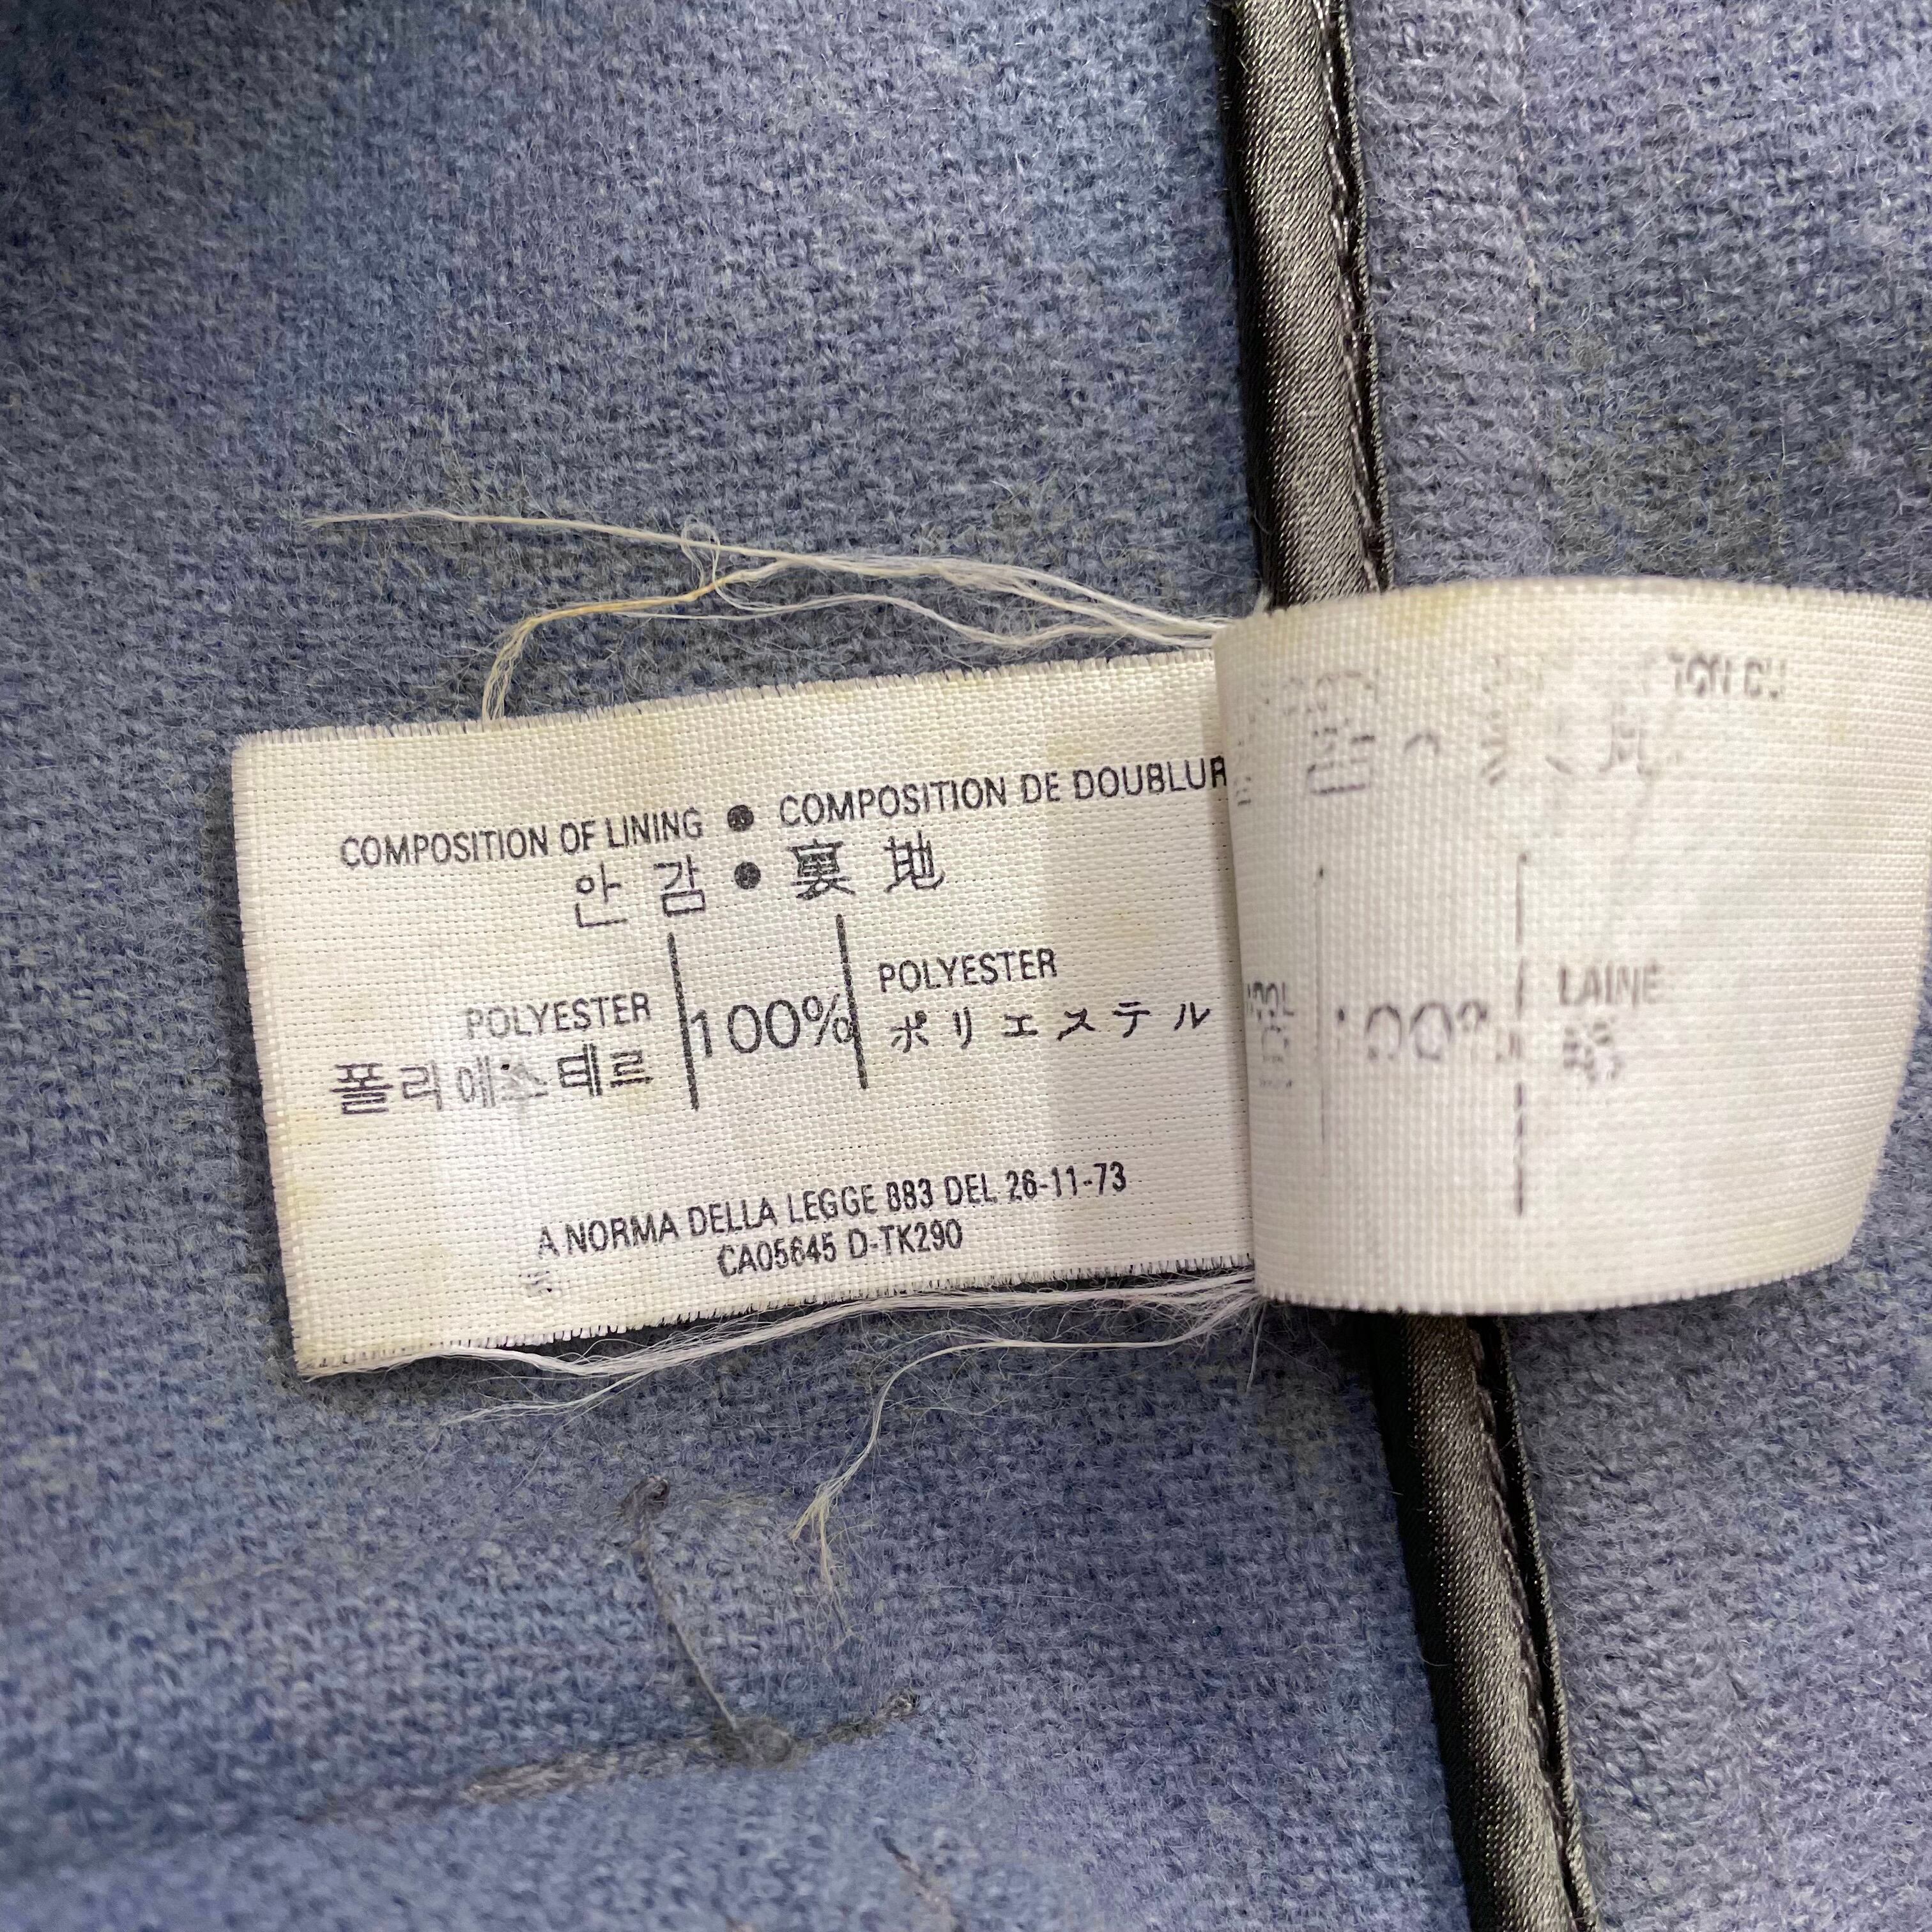 COMPOSITION OF LINING ● COMPOSITION DE DOUBLUR
안 감 ● 裏 地
POLYESTER 100% POLYESTER
폴리에스테르 ポリエステル
A NORMA DELLA LEGGE 883 DEL 26-11-73
CA05645 D-TK290
LAINE